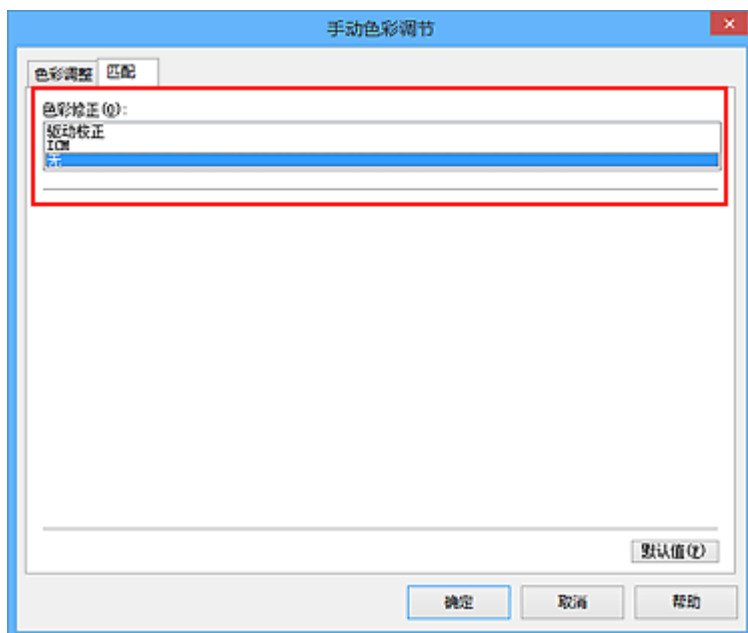 手动色彩调节
色彩调整 匹配
色彩修正(O):
驱动校正
ICM
无
默认值(F)
确定 取消 帮助